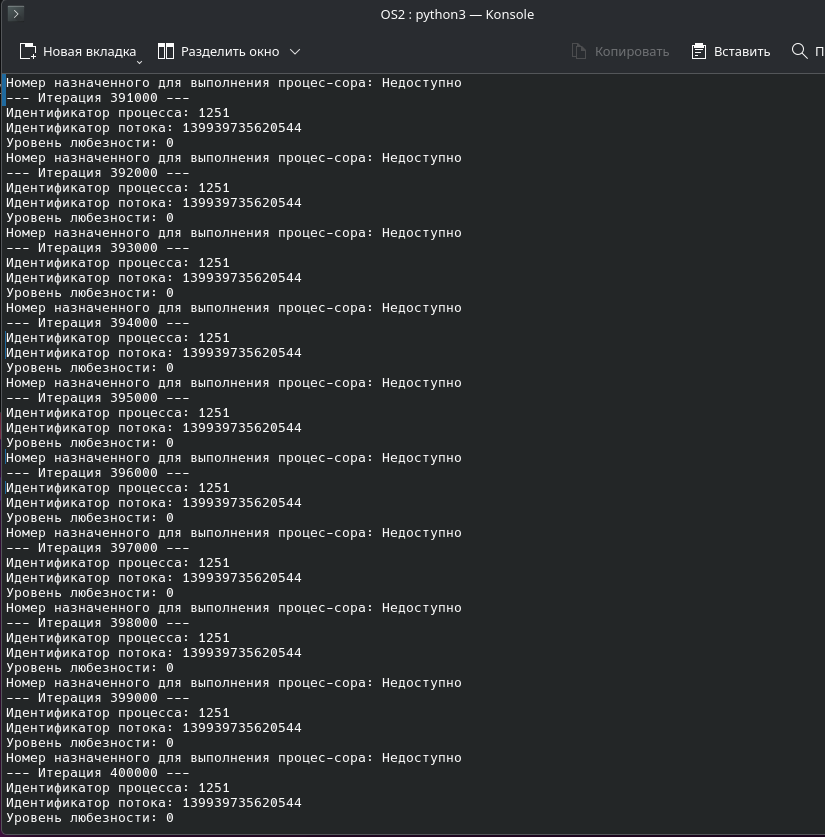 OS2 : python3 — Konsole
Новая вкладка Разделить окно Копировать Вставить П
Номер назначенного для выполнения процес-сора: Недоступно
--- Итерация 391000 ---
Идентификатор процесса: 1251
Идентификатор потока: 139939735620544
Уровень любезности: 0
Номер назначенного для выполнения процес-сора: Недоступно
--- Итерация 392000 ---
Идентификатор процесса: 1251
Идентификатор потока: 139939735620544
Уровень любезности: 0
Номер назначенного для выполнения процес-сора: Недоступно
--- Итерация 393000 ---
Идентификатор процесса: 1251
Идентификатор потока: 139939735620544
Уровень любезности: 0
Номер назначенного для выполнения процес-сора: Недоступно
--- Итерация 394000 ---
Идентификатор процесса: 1251
Идентификатор потока: 139939735620544
Уровень любезности: 0
Номер назначенного для выполнения процес-сора: Недоступно
--- Итерация 395000 ---
Идентификатор процесса: 1251
Идентификатор потока: 139939735620544
Уровень любезности: 0
Номер назначенного для выполнения процес-сора: Недоступно
--- Итерация 396000 ---
Идентификатор процесса: 1251
Идентификатор потока: 139939735620544
Уровень любезности: 0
Номер назначенного для выполнения процес-сора: Недоступно
--- Итерация 397000 ---
Идентификатор процесса: 1251
Идентификатор потока: 139939735620544
Уровень любезности: 0
Номер назначенного для выполнения процес-сора: Недоступно
--- Итерация 398000 ---
Идентификатор процесса: 1251
Идентификатор потока: 139939735620544
Уровень любезности: 0
Номер назначенного для выполнения процес-сора: Недоступно
--- Итерация 399000 ---
Идентификатор процесса: 1251
Идентификатор потока: 139939735620544
Уровень любезности: 0
Номер назначенного для выполнения процес-сора: Недоступно
--- Итерация 400000 ---
Идентификатор процесса: 1251
Идентификатор потока: 139939735620544
Уровень любезности: 0